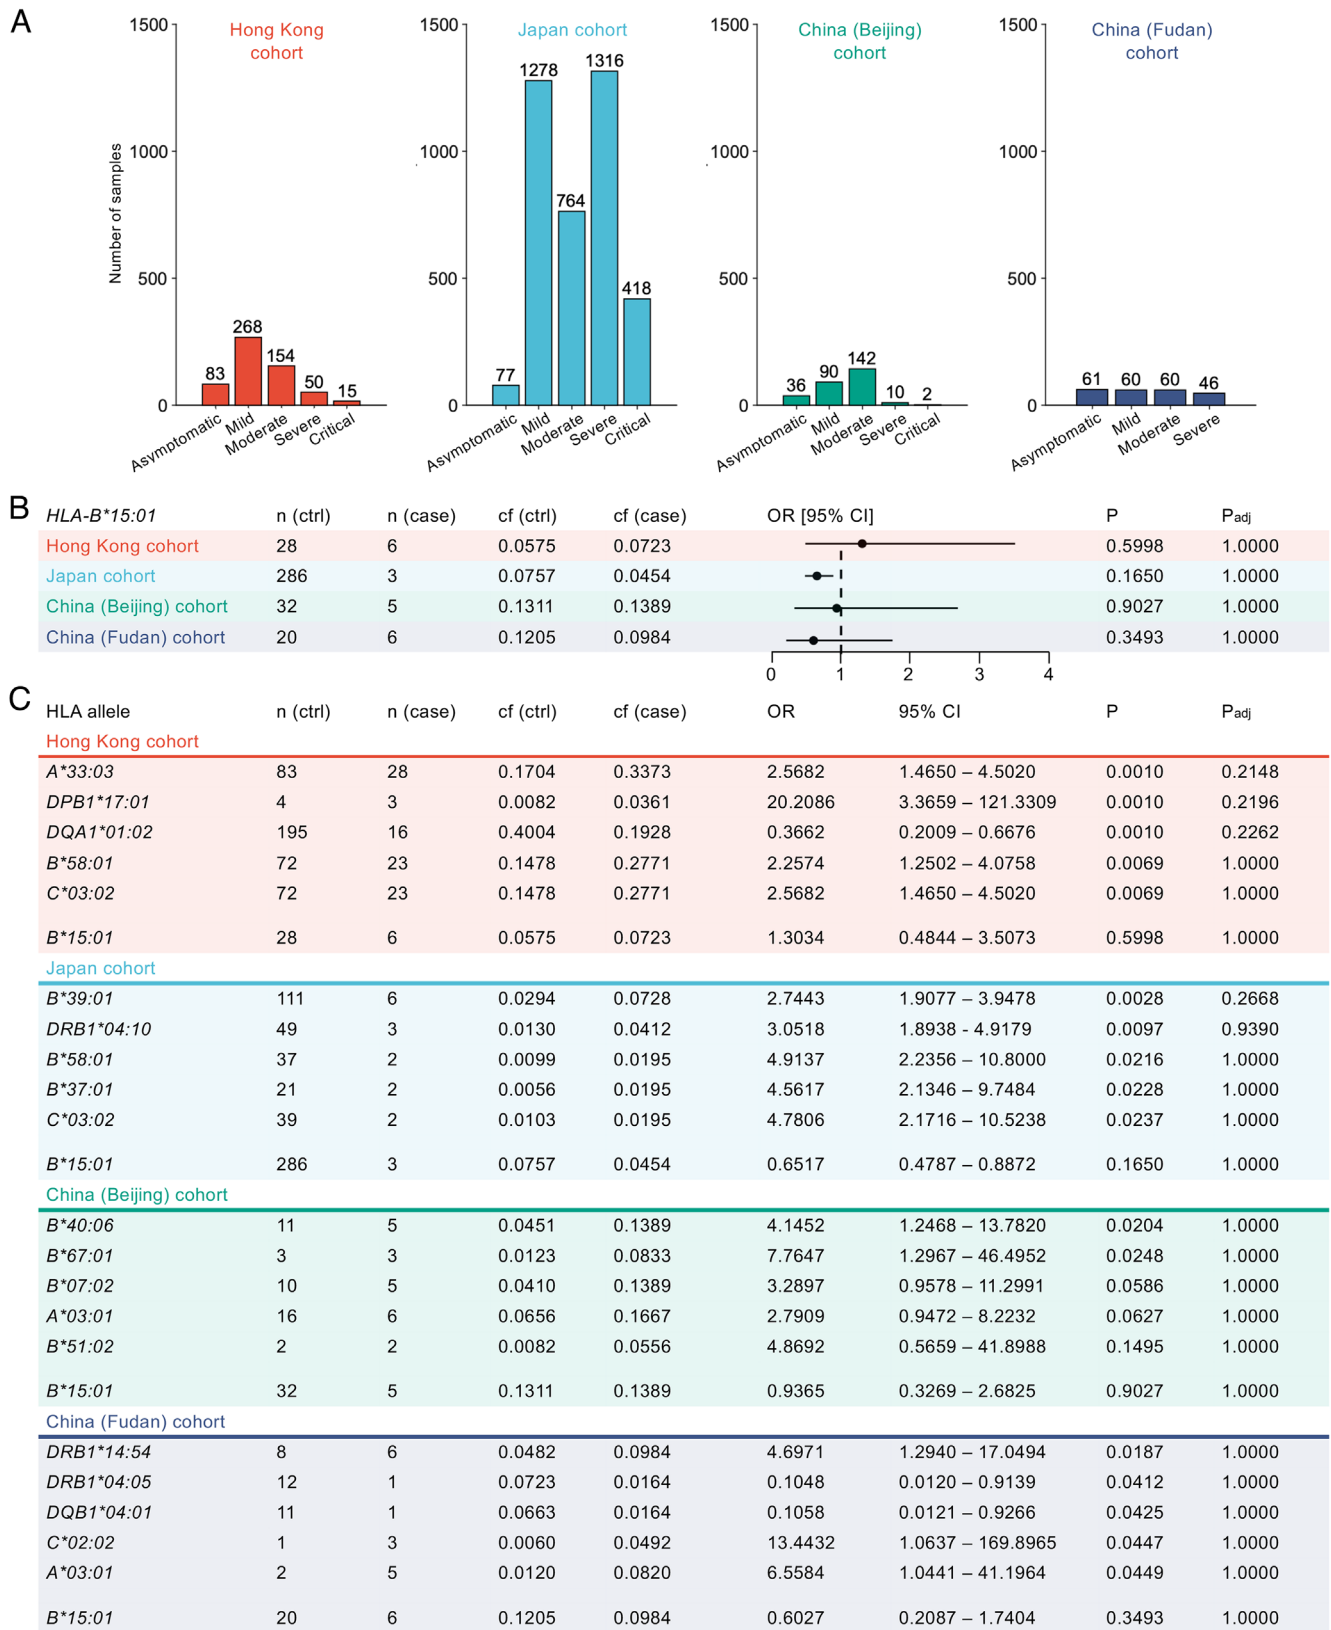 A
Hong Kong
cohort
Number of samples
1500
1000
500
0
83
268
154
50
15
Asymptomatic
Mild
Moderate
Severe
Critical
Japan cohort
1500
1000
500
0
77
1278
764
1316
418
Asymptomatic
Mild
Moderate
Severe
Critical
China (Beijing)
cohort
1500
1000
500
0
36
90
142
10
2
Asymptomatic
Mild
Moderate
Severe
Critical
China (Fudan)
cohort
1500
1000
500
0
61
60
60
46
Asymptomatic
Mild
Moderate
Severe
B
HLA-B*15:01 n (ctrl) n (case) cf (ctrl) cf (case) OR [95% CI] P Padj
Hong Kong cohort 28 6 0.0575 0.0723 0.5998 1.0000
Japan cohort 286 3 0.0757 0.0454 0.1650 1.0000
China (Beijing) cohort 32 5 0.1311 0.1389 0.9027 1.0000
China (Fudan) cohort 20 6 0.1205 0.0984 0.3493 1.0000
0 1 2 3 4
C
HLA allele n (ctrl) n (case) cf (ctrl) cf (case) OR 95% CI P Padj
Hong Kong cohort
A*33:03 83 28 0.1704 0.3373 2.5682 1.4650 – 4.5020 0.0010 0.2148
DPB1*17:01 4 3 0.0082 0.0361 20.2086 3.3659 – 121.3309 0.0010 0.2196
DQA1*01:02 195 16 0.4004 0.1928 0.3662 0.2009 – 0.6676 0.0010 0.2262
B*58:01 72 23 0.1478 0.2771 2.2574 1.2502 – 4.0758 0.0069 1.0000
C*03:02 72 23 0.1478 0.2771 2.5682 1.4650 – 4.5020 0.0069 1.0000
B*15:01 28 6 0.0575 0.0723 1.3034 0.4844 – 3.5073 0.5998 1.0000
Japan cohort
B*39:01 111 6 0.0294 0.0728 2.7443 1.9077 – 3.9478 0.0028 0.2668
DRB1*04:10 49 3 0.0130 0.0412 3.0518 1.8938 - 4.9179 0.0097 0.9390
B*58:01 37 2 0.0099 0.0195 4.9137 2.2356 – 10.8000 0.0216 1.0000
B*37:01 21 2 0.0056 0.0195 4.5617 2.1346 – 9.7484 0.0228 1.0000
C*03:02 39 2 0.0103 0.0195 4.7806 2.1716 – 10.5238 0.0237 1.0000
B*15:01 286 3 0.0757 0.0454 0.6517 0.4787 – 0.8872 0.1650 1.0000
China (Beijing) cohort
B*40:06 11 5 0.0451 0.1389 4.1452 1.2468 – 13.7820 0.0204 1.0000
B*67:01 3 3 0.0123 0.0833 7.7647 1.2967 – 46.4952 0.0248 1.0000
B*07:02 10 5 0.0410 0.1389 3.2897 0.9578 – 11.2991 0.0586 1.0000
A*03:01 16 6 0.0656 0.1667 2.7909 0.9472 – 8.2232 0.0627 1.0000
B*51:02 2 2 0.0082 0.0556 4.8692 0.5659 – 41.8988 0.1495 1.0000
B*15:01 32 5 0.1311 0.1389 0.9365 0.3269 – 2.6825 0.9027 1.0000
China (Fudan) cohort
DRB1*14:54 8 6 0.0482 0.0984 4.6971 1.2940 – 17.0494 0.0187 1.0000
DRB1*04:05 12 1 0.0723 0.0164 0.1048 0.0120 – 0.9139 0.0412 1.0000
DQB1*04:01 11 1 0.0663 0.0164 0.1058 0.0121 – 0.9266 0.0425 1.0000
C*02:02 1 3 0.0060 0.0492 13.4432 1.0637 – 169.8965 0.0447 1.0000
A*03:01 2 5 0.0120 0.0820 6.5584 1.0441 – 41.1964 0.0449 1.0000
B*15:01 20 6 0.1205 0.0984 0.6027 0.2087 – 1.7404 0.3493 1.0000